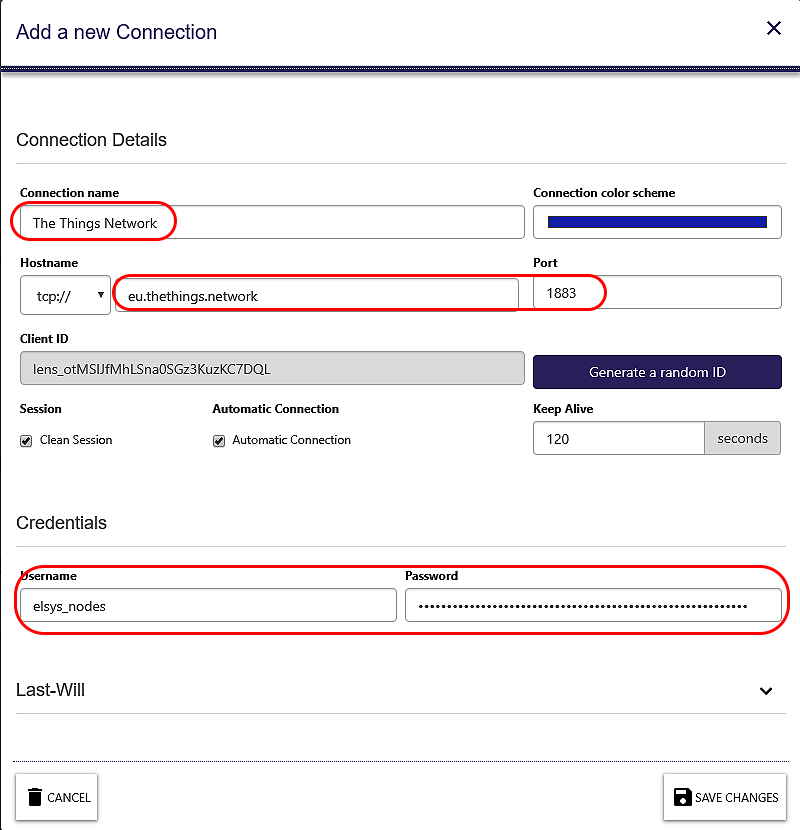 Add a new Connection
Connection Details
Connection name
Connection color scheme
The Things Network
Hostname
Port
tcp://
eu.thethings.network
1883
Client ID
lens_otMSIJfMhLSna0SGz3KuzKC7DQL
Generate a random ID
Session
Automatic Connection
Keep Alive
Clean Session
Automatic Connection
120
seconds
Credentials
Username
Password
elsys_nodes
Last-Will
CANCEL
SAVE CHANGES